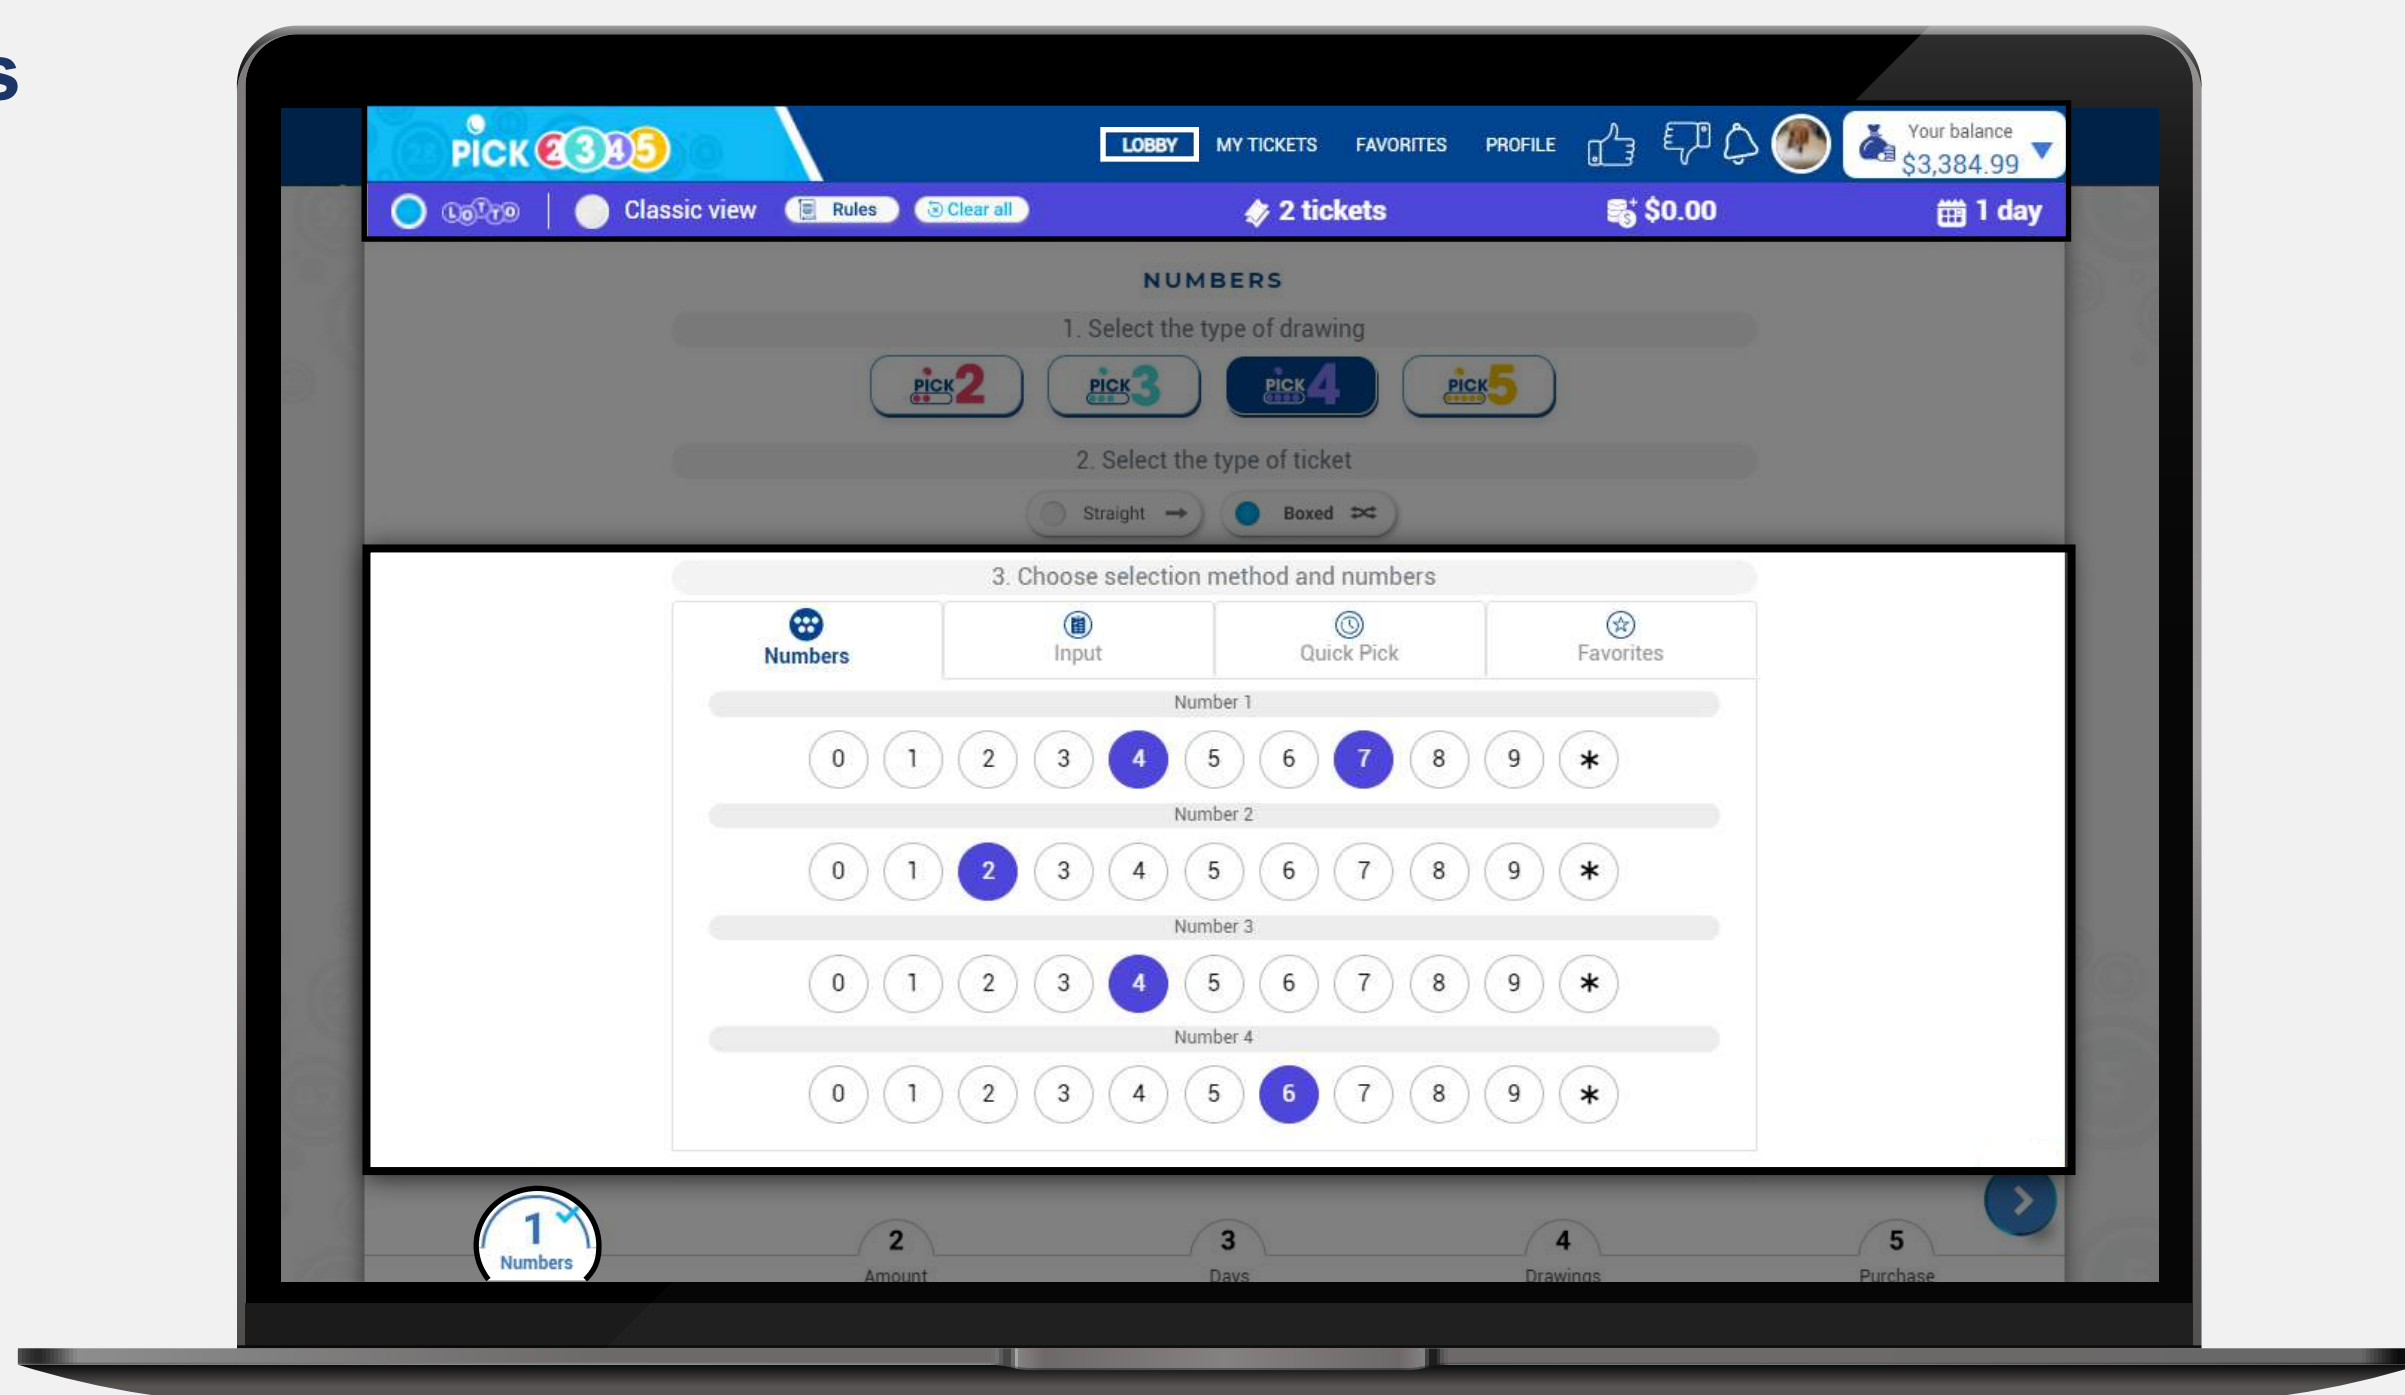 s
PICK 2345
LOBBY MY TICKETS FAVORITES PROFILE
Your balance
$3,384.99
LOTTO Classic view Rules Clear all 2 tickets $0.00 1 day
NUMBERS
1. Select the type of drawing
PICK 2 PICK 3 PICK 4 PICK 5
2. Select the type of ticket
Straight Boxed
3. Choose selection method and numbers
Numbers Input Quick Pick Favorites
Number 1
0 1 2 3 4 5 6 7 8 9 *
Number 2
0 1 2 3 4 5 6 7 8 9 *
Number 3
0 1 2 3 4 5 6 7 8 9 *
Number 4
0 1 2 3 4 5 6 7 8 9 *
1 2 3 4 5
Numbers Amount Days Drawings Purchase